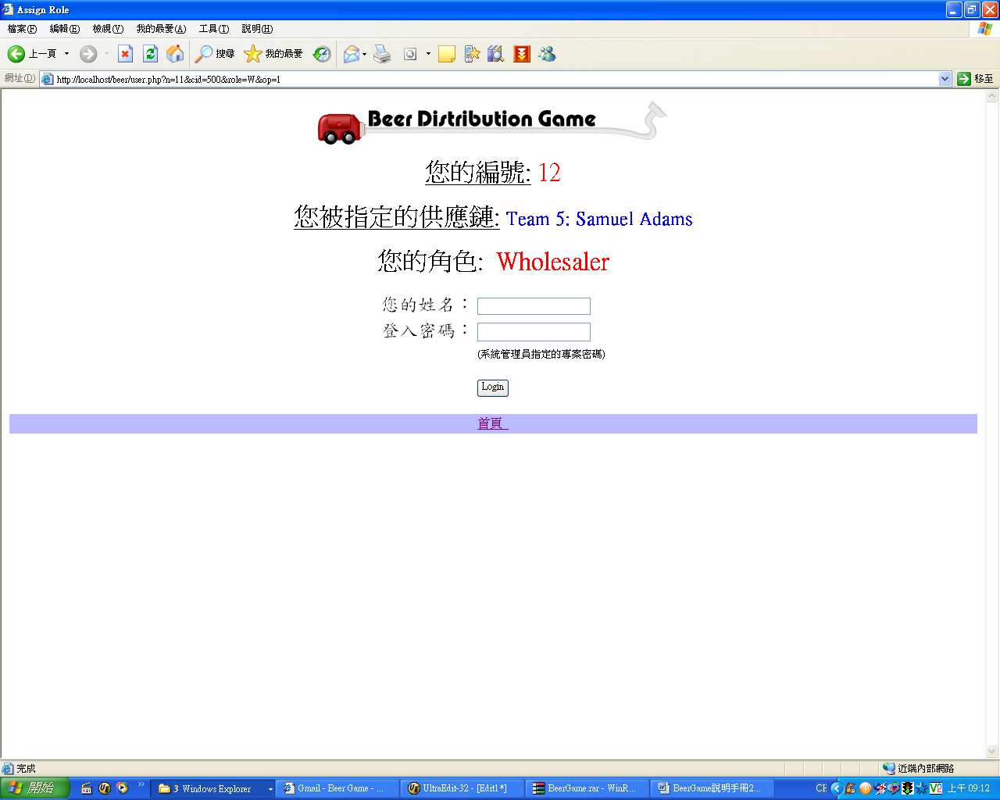 Assign Role
檔案(F) 編輯(E) 檢視(V) 我的最愛(A) 工具(T) 說明(H)
上一頁 搜尋 我的最愛
網址(D) http://localhost/beer/user.php?n=11&cid=500&role=W&op=1 移至
Beer Distribution Game
您的編號: 12
您被指定的供應鏈: Team 5: Samuel Adams
您的角色: Wholesaler
您的姓名：
登入密碼：
(系統管理員指定的專案密碼)
Login
首頁
完成 近端內部網路
開始 3 Windows Explorer Gmail - Beer Game - ... UltraEdit-32 - [Edit1*] BeerGame.rar - WinR... BeerGame說明手冊2... CH 上午 09:12